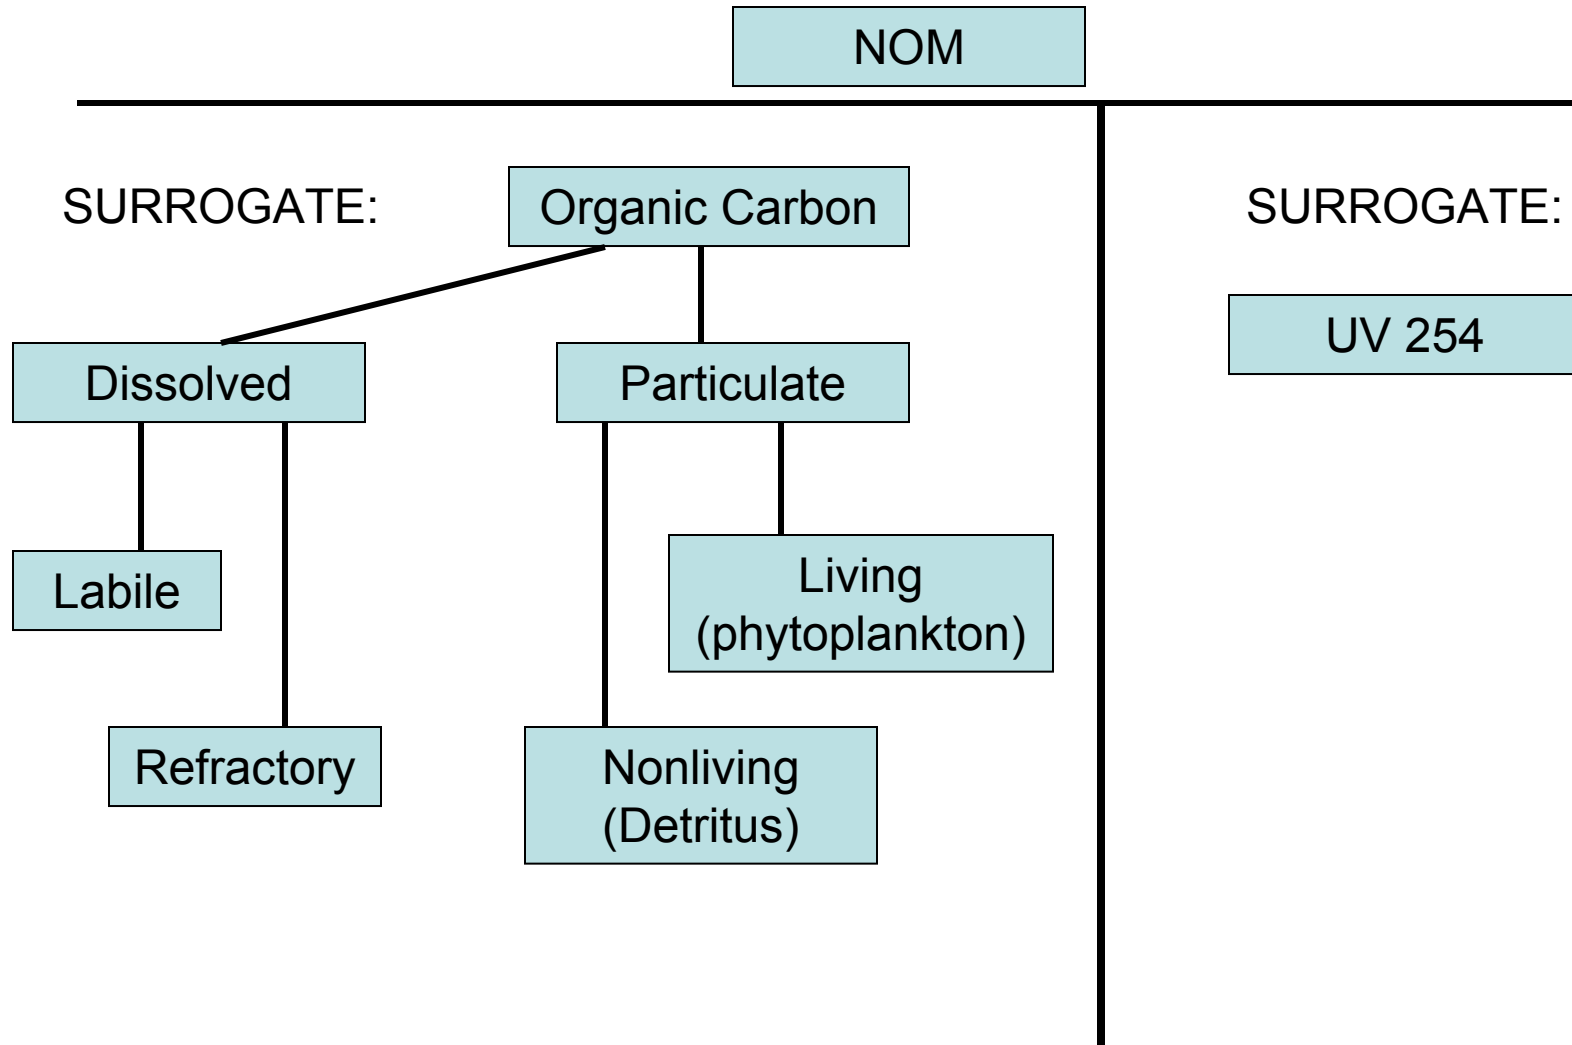 NOM
SURROGATE:
Organic Carbon
Dissolved
Particulate
Labile
Living
(phytoplankton)
Refractory
Nonliving
(Detritus)
SURROGATE:
UV 254